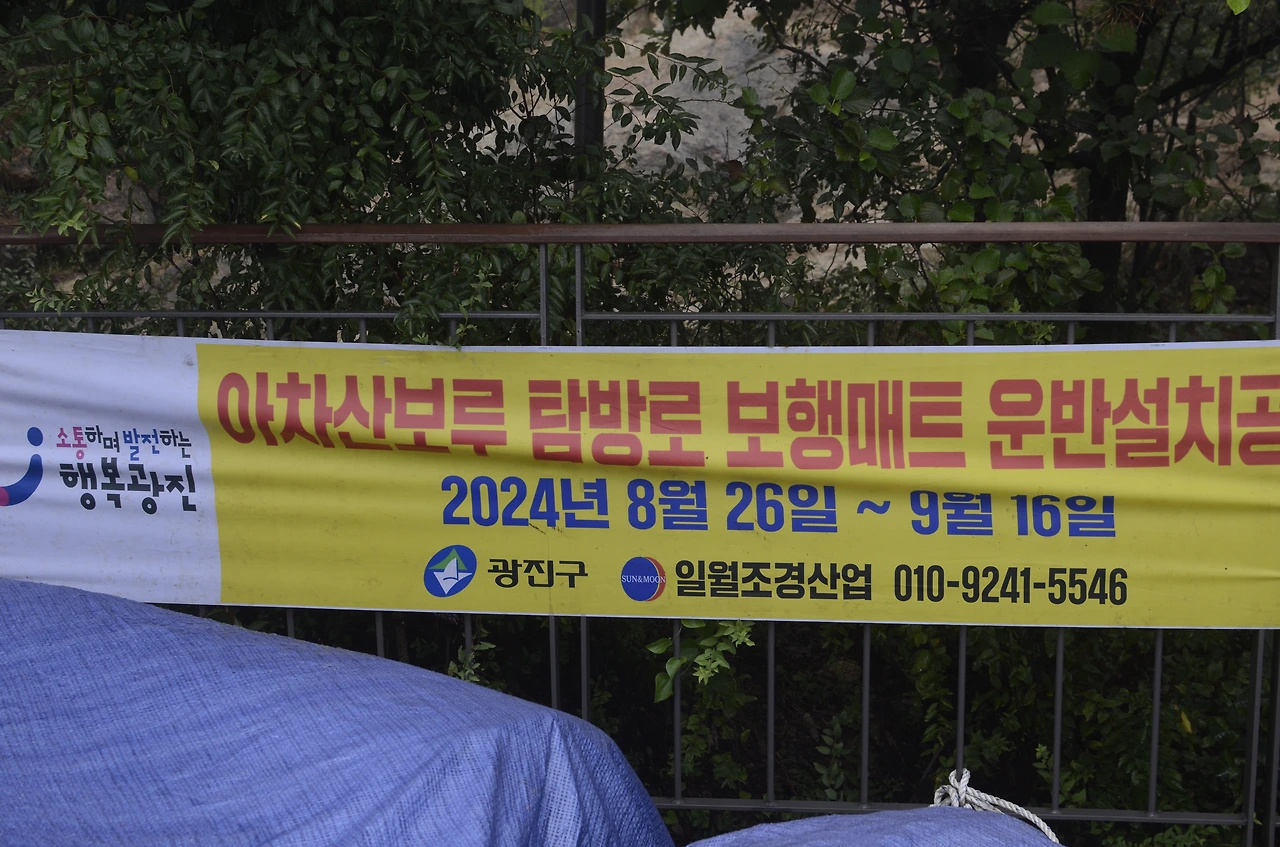 소통하며 발전하는
행복광진
아차산보루 탐방로 보행매트 운반설치공
2024년 8월 26일 ~ 9월 16일
광진구 SUN&MOON 일월조경산업 010-9241-5546